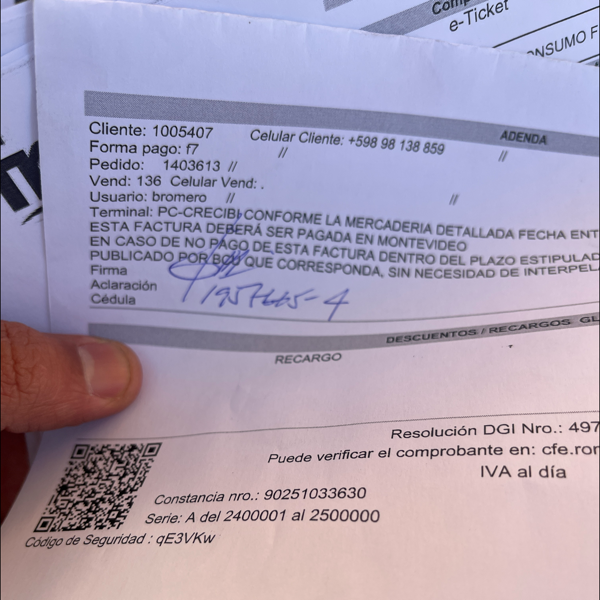 e-Ticket
CONSUMO F
ADENDA
Cliente: 1005407 Celular Cliente: +598 98 138 859
Forma pago: f7 // //
Pedido: 1403613 //
Vend: 136 Celular Vend: .
Usuario: bromero // //
Terminal: PC-CRECIBI CONFORME LA MERCADERIA DETALLADA FECHA ENT
ESTA FACTURA DEBERÁ SER PAGADA EN MONTEVIDEO
EN CASO DE NO PAGO DE ESTA FACTURA DENTRO DEL PLAZO ESTIPULAD
PUBLICADO POR BCU QUE CORRESPONDA, SIN NECESIDAD DE INTERPEL
Firma
Aclaración
Cédula
DESCUENTOS / RECARGOS GL
RECARGO
Resolución DGI Nro.: 497
Puede verificar el comprobante en: cfe.ron
IVA al día
Constancia nro.: 90251033630
Serie: A del 2400001 al 2500000
Código de Seguridad : qE3VKw